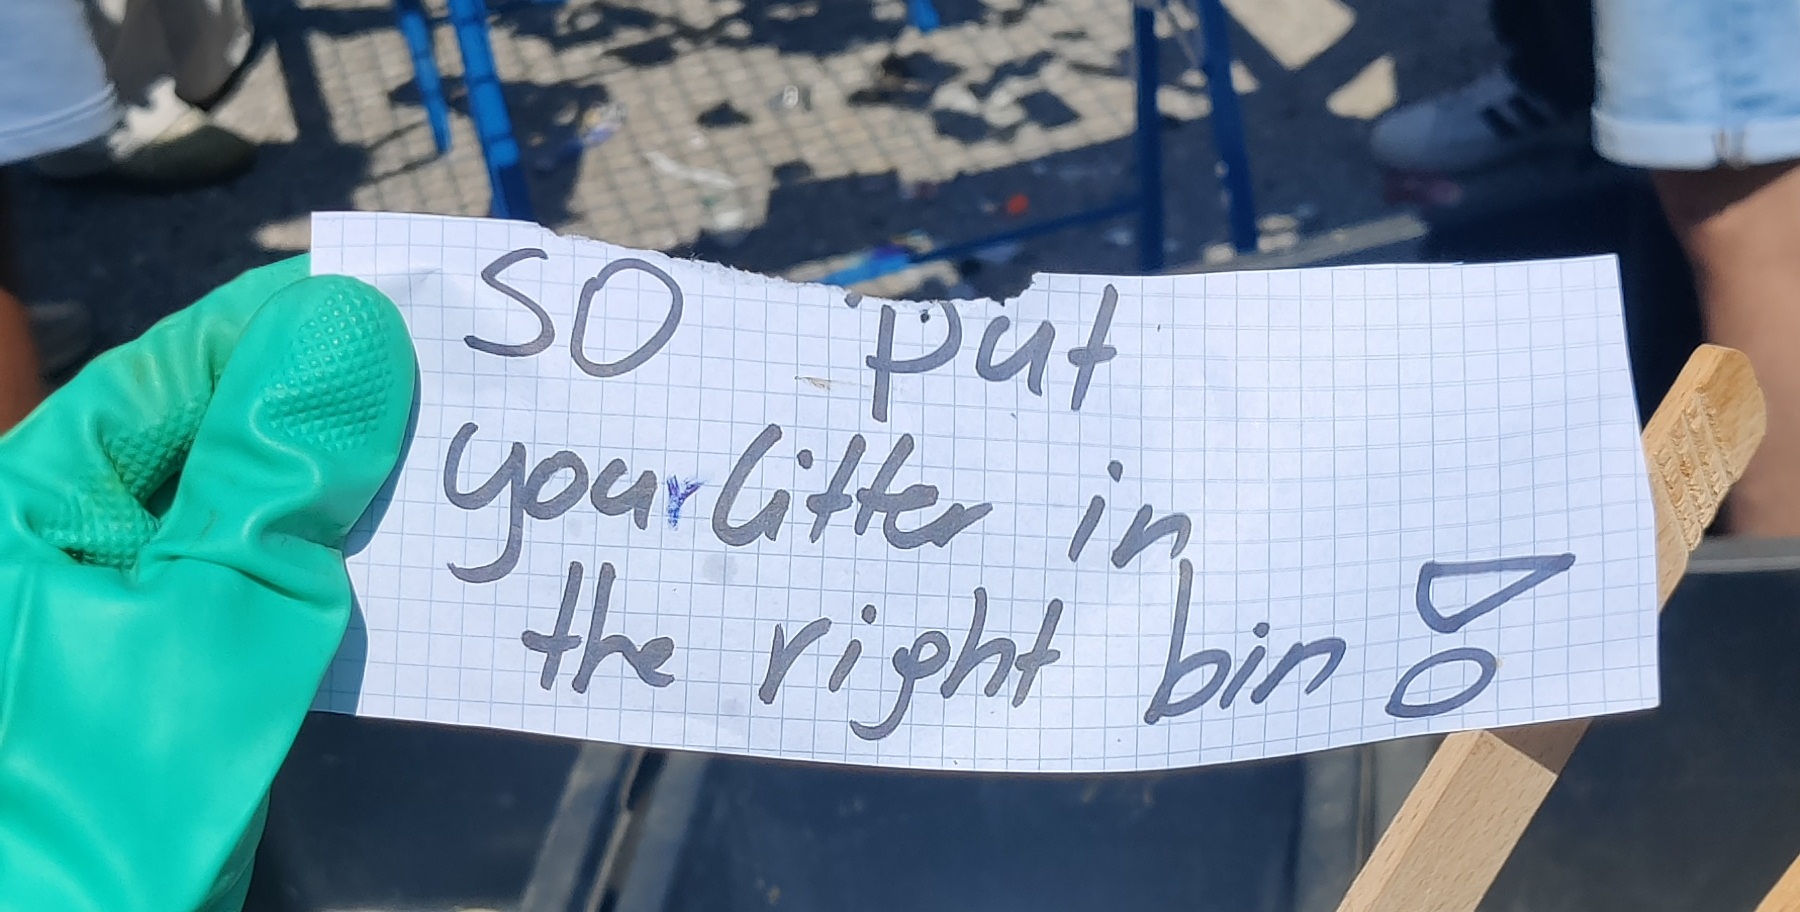 so put
your litter in
the right bin!